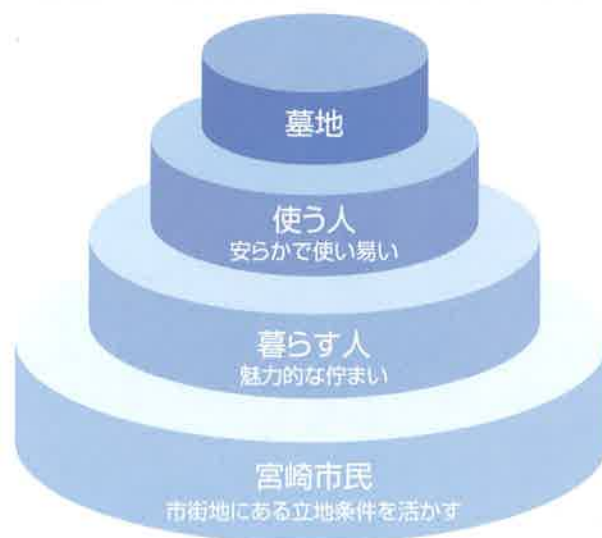 墓地
使う人
安らかで使い易い
暮らす人
魅力的な佇まい
宮崎市民
市街地にある立地条件を活かす